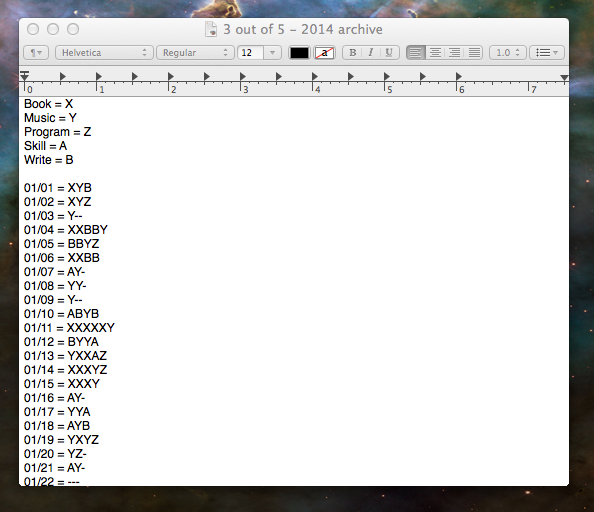 3 out of 5 – 2014 archive
¶ Helvetica Regular 12 a B I U 1.0
0 1 2 3 4 5 6 7
Book = X
Music = Y
Program = Z
Skill = A
Write = B
01/01 = XYB
01/02 = XYZ
01/03 = Y--
01/04 = XXBBY
01/05 = BBYZ
01/06 = XXBB
01/07 = AY-
01/08 = YY-
01/09 = Y--
01/10 = ABYB
01/11 = XXXXXY
01/12 = BYYA
01/13 = YXXAZ
01/14 = XXXYZ
01/15 = XXXY
01/16 = AY-
01/17 = YYA
01/18 = AYB
01/19 = YXYZ
01/20 = YZ-
01/21 = AY-
01/22 = ---